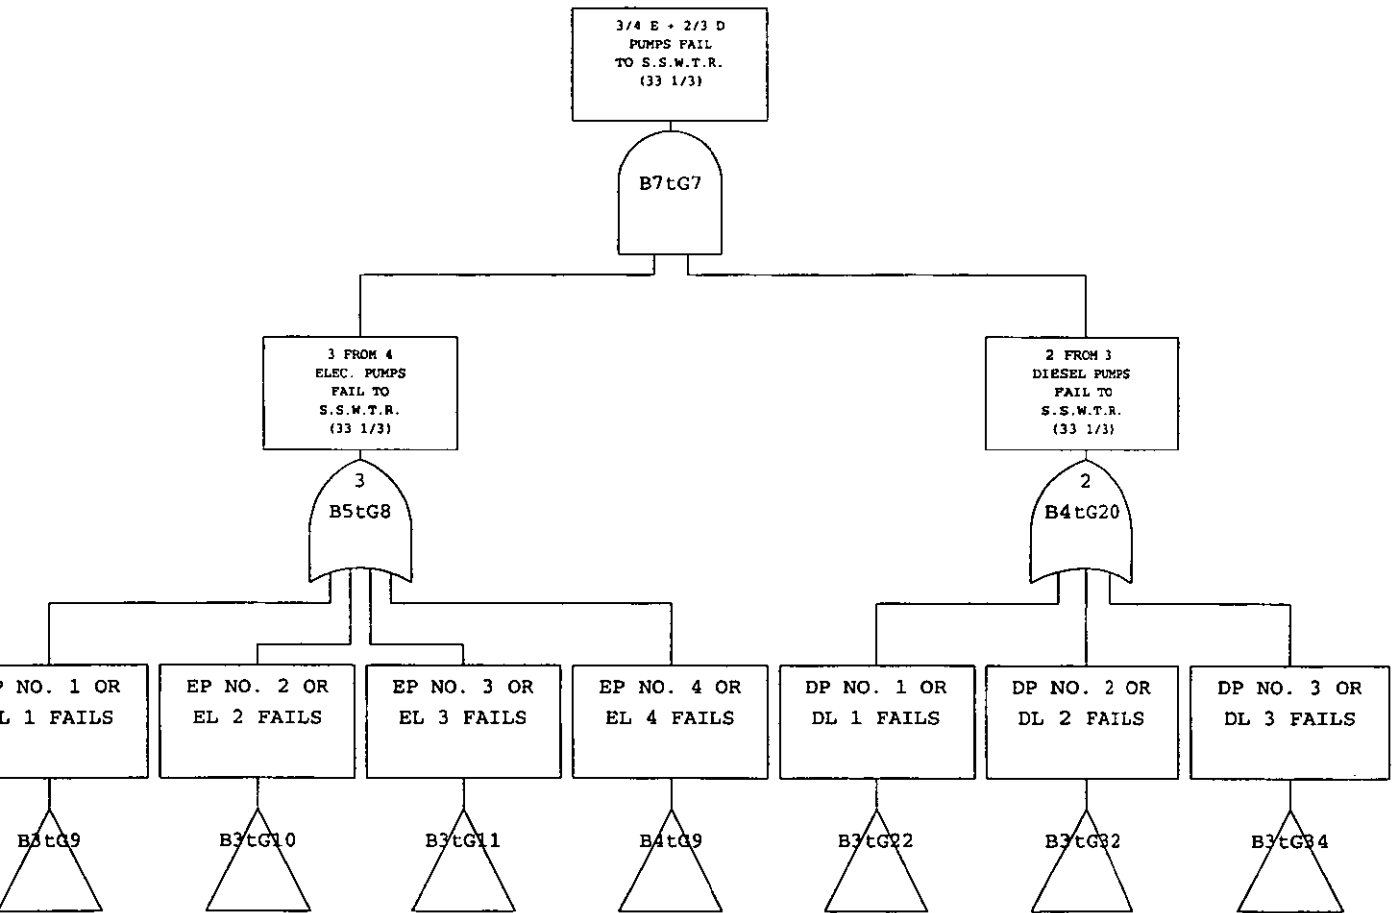 3/4 E + 2/3 D
PUMPS FAIL
TO S.S.W.T.R.
(33 1/3)
B7tG7
3 FROM 4
ELEC. PUMPS
FAIL TO
S.S.W.T.R.
(33 1/3)
2 FROM 3
DIESEL PUMPS
FAIL TO
S.S.W.T.R.
(33 1/3)
3
B5tG8
2
B4tG20
P NO. 1 OR
L 1 FAILS
EP NO. 2 OR
EL 2 FAILS
EP NO. 3 OR
EL 3 FAILS
EP NO. 4 OR
EL 4 FAILS
DP NO. 1 OR
DL 1 FAILS
DP NO. 2 OR
DL 2 FAILS
DP NO. 3 OR
DL 3 FAILS
B3tG9
B3tG10
B3tG11
B4tG9
B3tG22
B3tG32
B3tG34